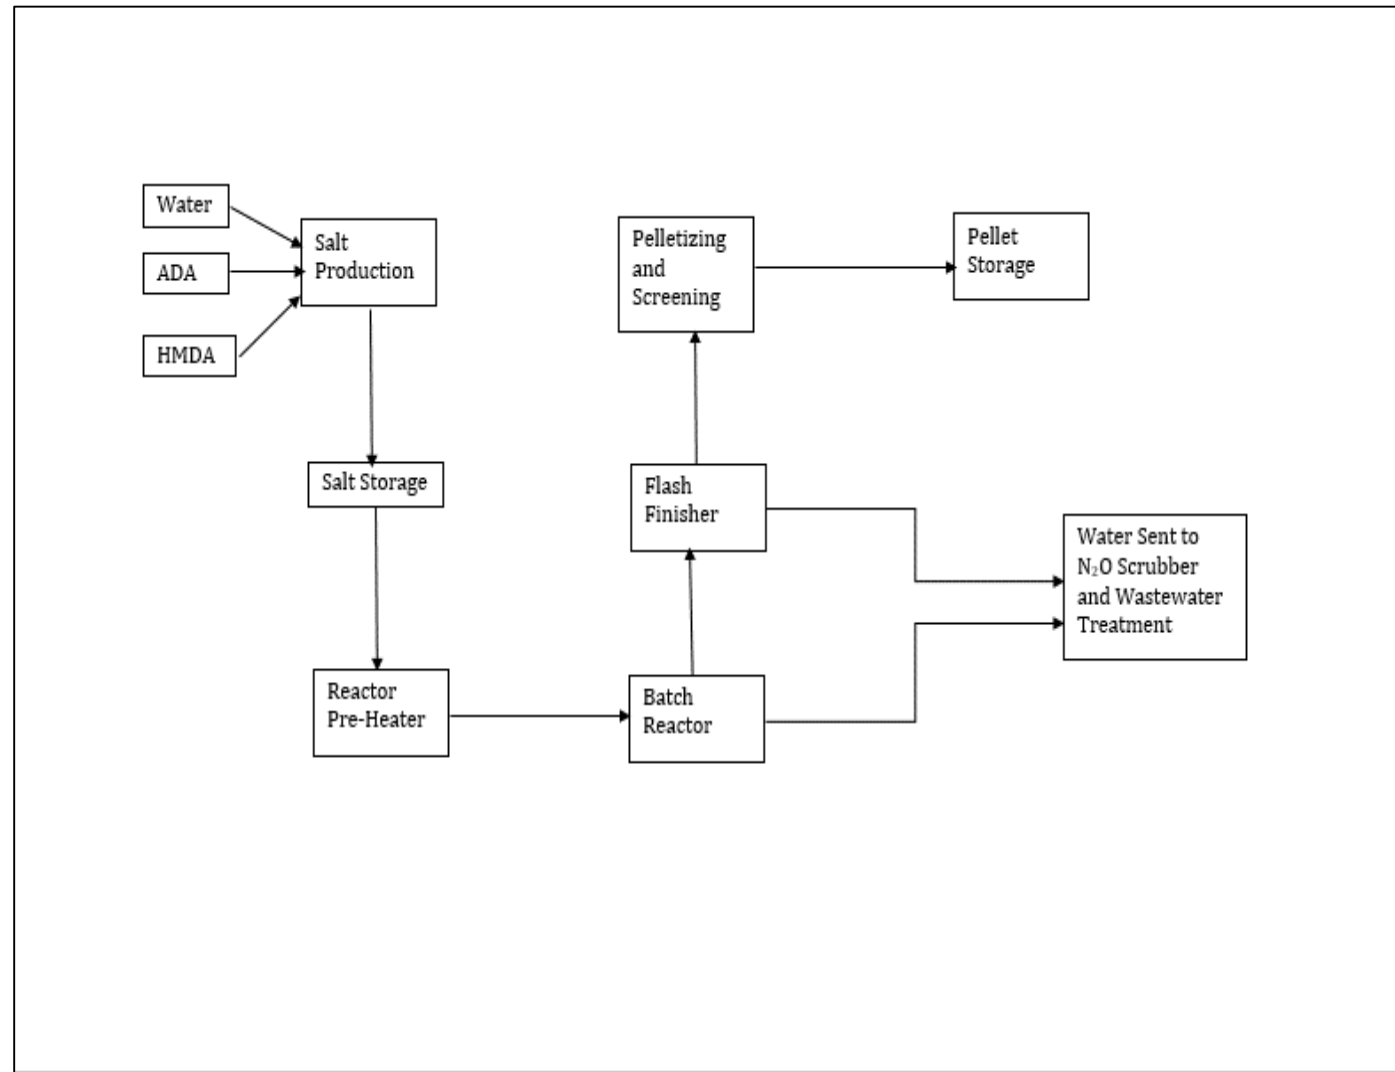 Water
ADA
HMDA
Salt
Production
Salt Storage
Reactor
Pre-Heater
Batch
Reactor
Flash
Finisher
Pelletizing
and
Screening
Pellet
Storage
Water Sent to
N₂O Scrubber
and Wastewater
Treatment